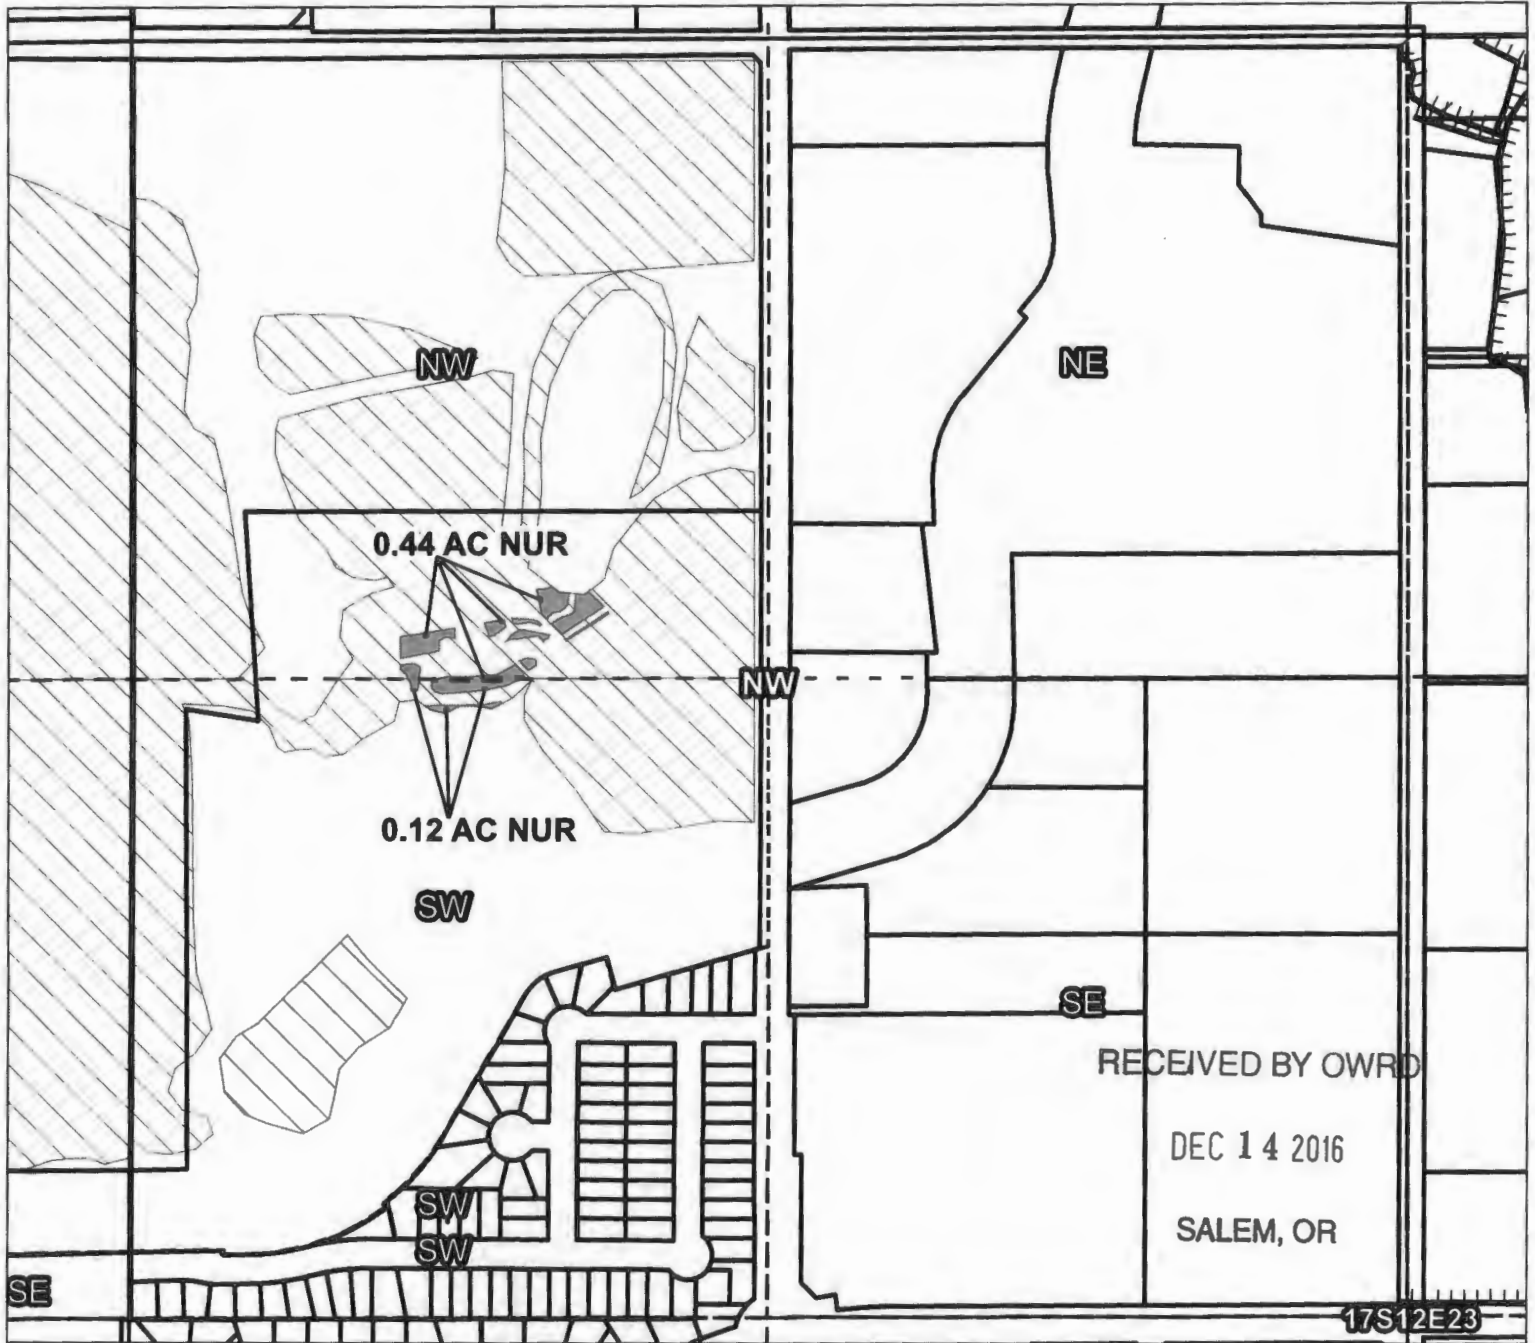 NW
NE
0.44 AC NUR
NW
0.12 AC NUR
SW
SE
RECEIVED BY OWRD
DEC 14 2016
SALEM, OR
SW
SW
SE
17S12E23